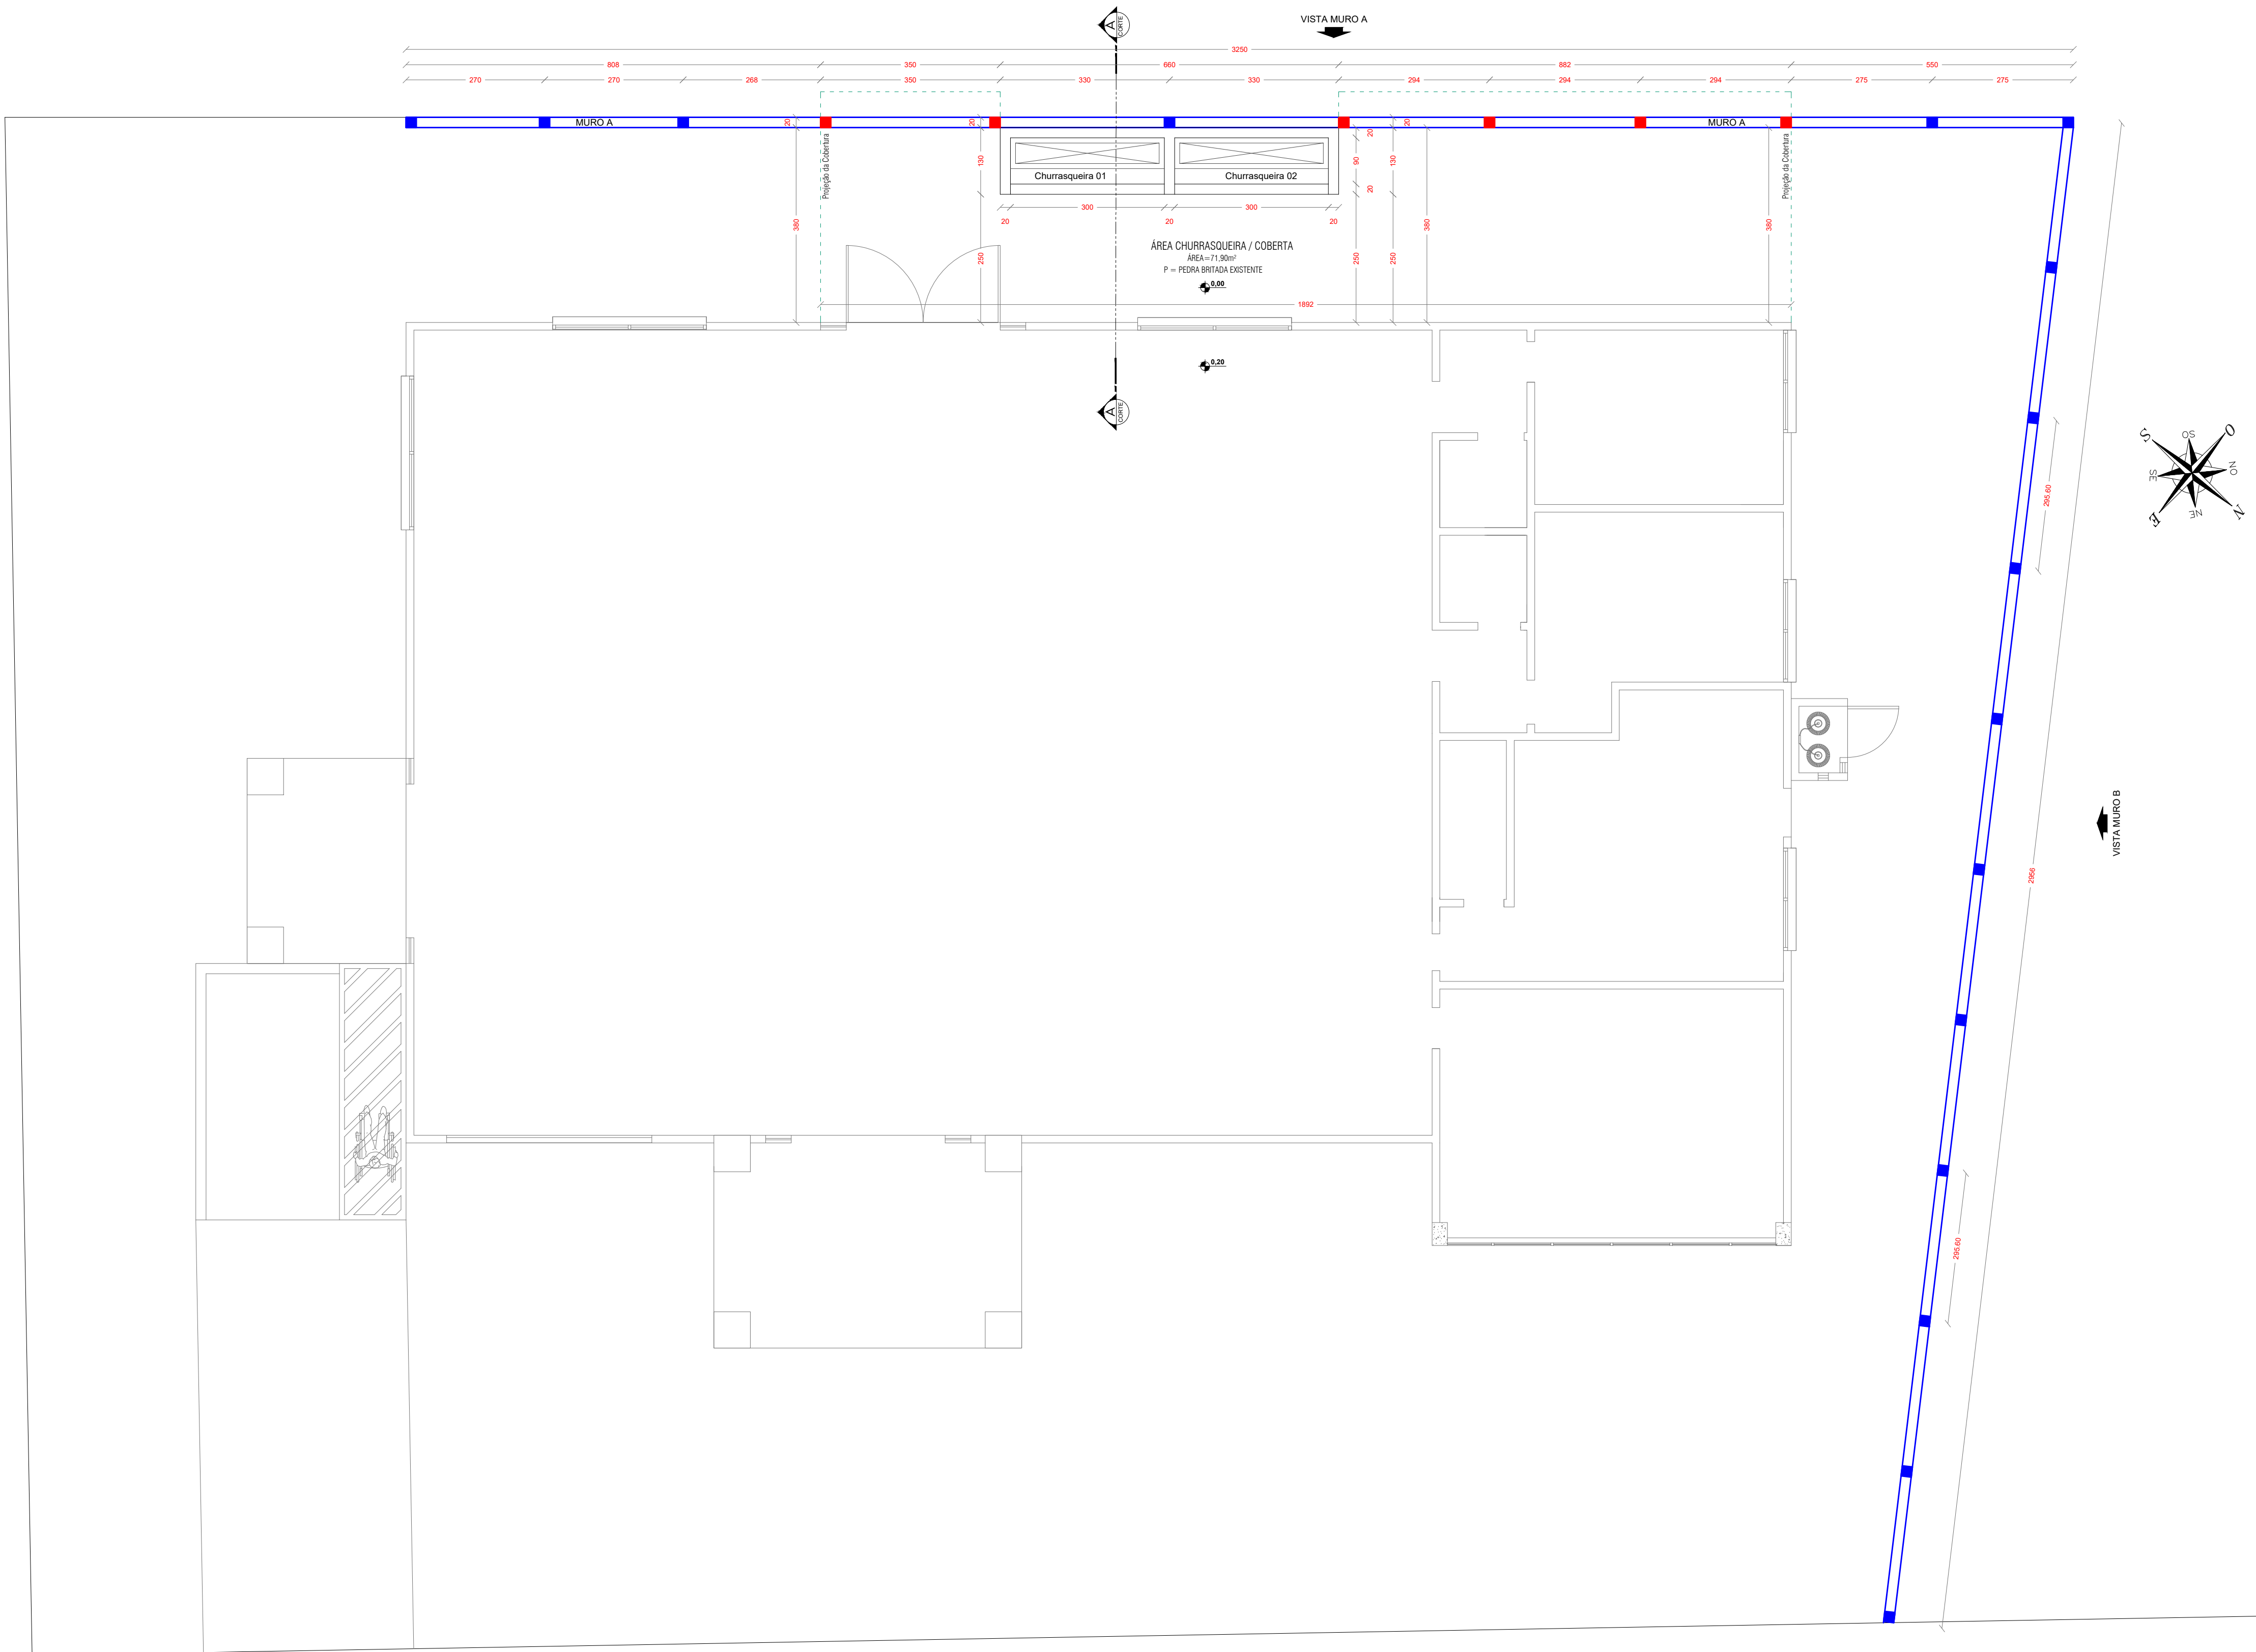 VISTA MURO A
A
CORTE
3250
808
350
660
882
550
270
270
268
350
330
330
294
294
294
275
275
20
MURO A
20
20
20
MURO A
Projeção da Cobertura
130
90
130
Projeção da Cobertura
Churrasqueira 01
Churrasqueira 02
20
300
300
20
20
20
380
380
380
ÁREA CHURRASQUEIRA / COBERTA
ÁREA=71,90m²
P = PEDRA BRITADA EXISTENTE
250
250
250
0,00
1892
0,20
A
CORTE
S
SO
O
SE
NO
E
NE
N
295.60
VISTA MURO B
2956
295.60